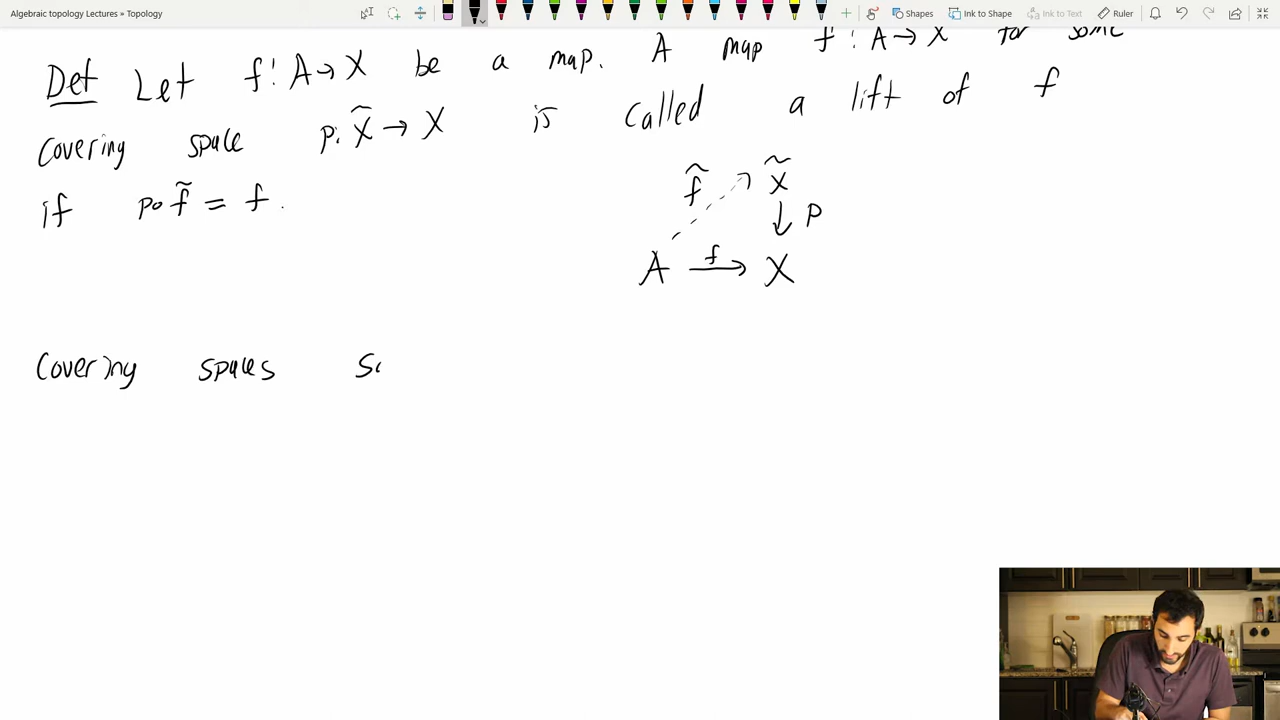 Algebraic topology Lectures » Topology
Shapes
Ink to Shape
Ink to Text
Ruler
Def Let f: A→X be a map. A map f: A→X for some
covering space p: X̃→X is called a lift of f
if p∘f̃ = f.
f̃ X̃
p
A f X
Covering spaces